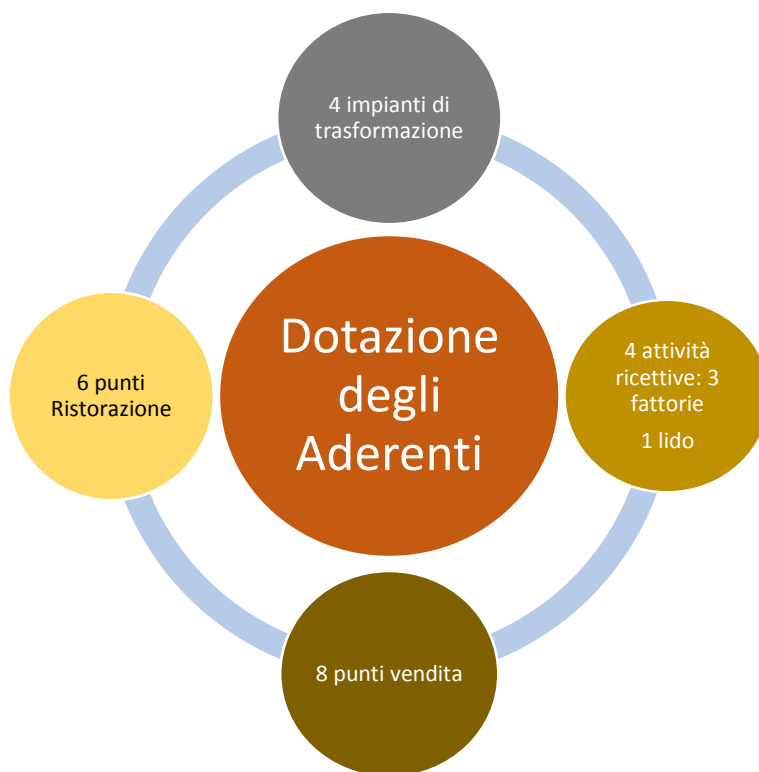 4 impianti di
trasformazione
Dotazione
degli
Aderenti
6 punti
Ristorazione
4 attività
ricettive: 3
fattorie
1 lido
8 punti vendita